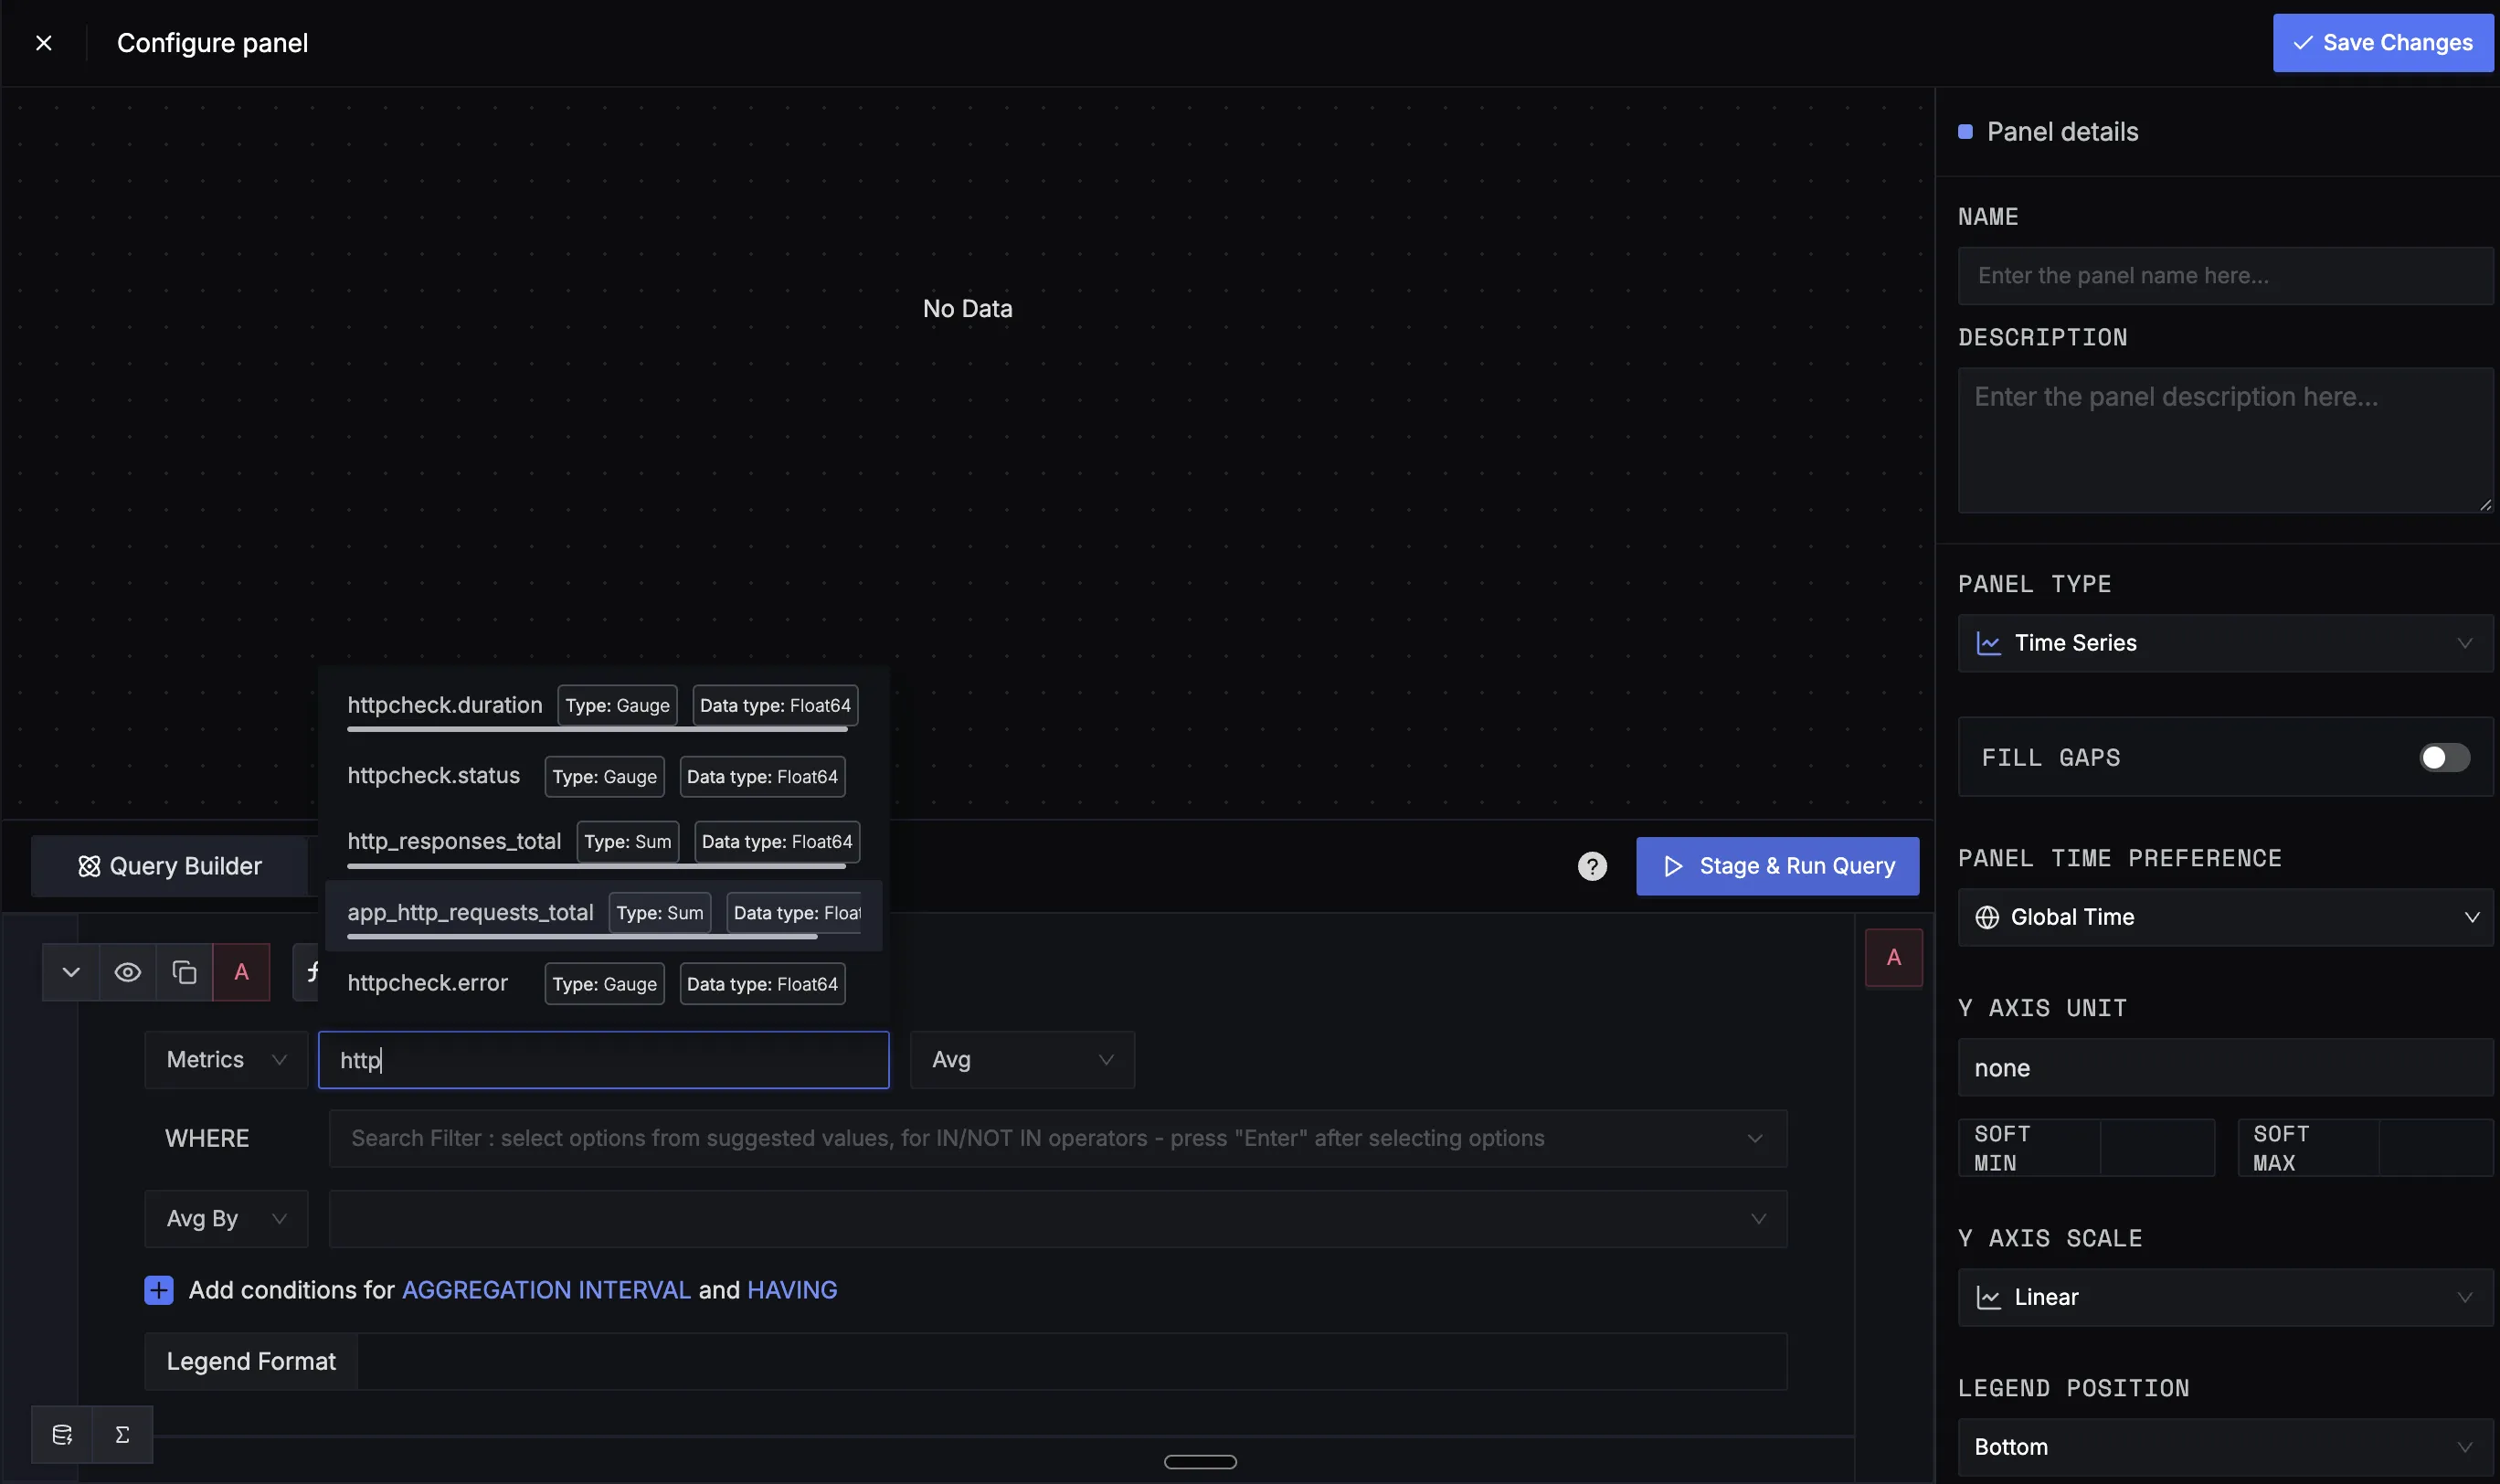 Configure panel
Save Changes
No Data
httpcheck.duration Type: Gauge Data type: Float64
httpcheck.status Type: Gauge Data type: Float64
http_responses_total Type: Sum Data type: Float64
app_http_requests_total Type: Sum Data type: Float
httpcheck.error Type: Gauge Data type: Float64
Query Builder
? Stage & Run Query
A f A
Metrics http Avg
WHERE Search Filter : select options from suggested values, for IN/NOT IN operators - press "Enter" after selecting options
Avg By
+ Add conditions for AGGREGATION INTERVAL and HAVING
Legend Format
Σ
Panel details
NAME
Enter the panel name here...
DESCRIPTION
Enter the panel description here...
PANEL TYPE
Time Series
FILL GAPS
PANEL TIME PREFERENCE
Global Time
Y AXIS UNIT
none
SOFT MIN
SOFT MAX
Y AXIS SCALE
Linear
LEGEND POSITION
Bottom